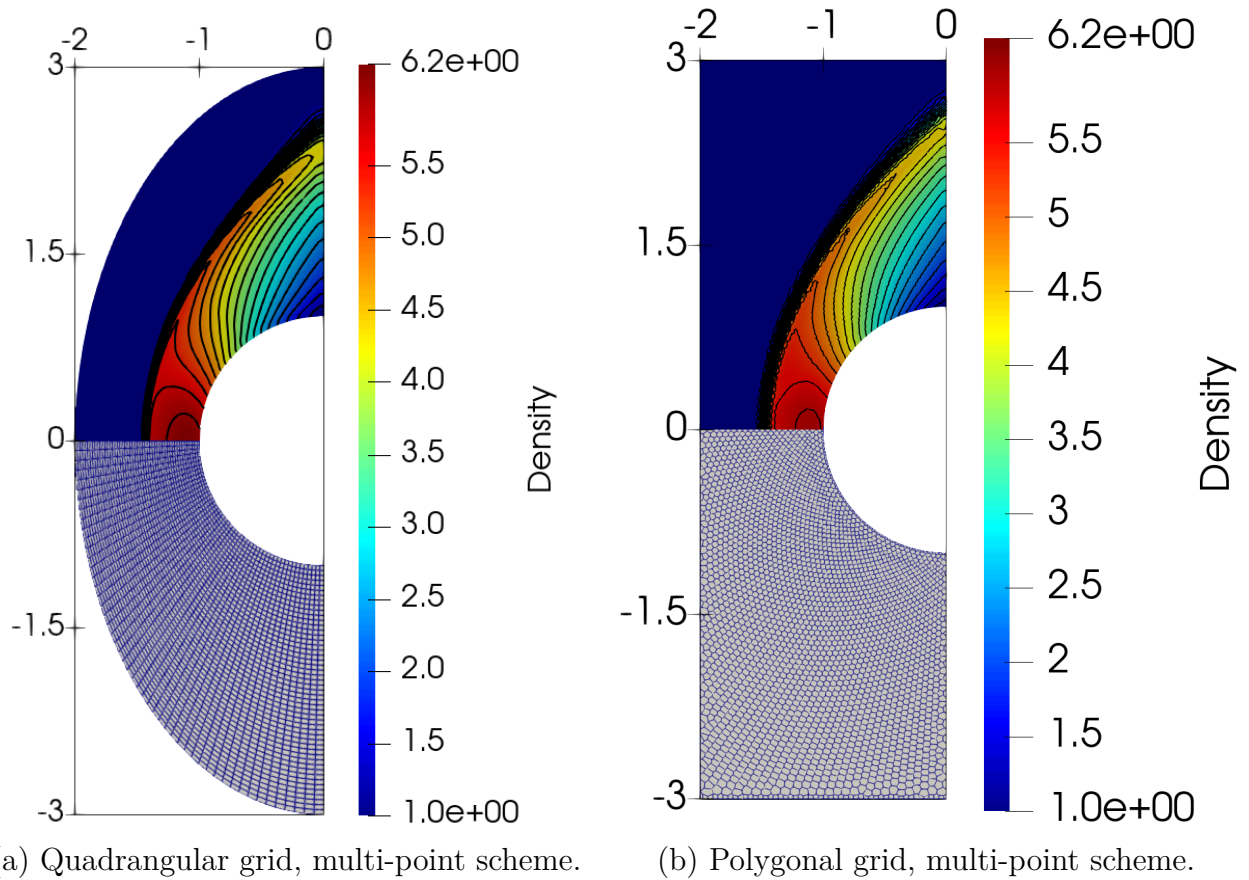 -2 -1 0
3
1.5
0
-1.5
-3
6.2e+00
5.5
5.0
4.5
4.0
3.5
3.0
2.5
2.0
1.5
1.0e+00
Density
-2 -1 0
3
1.5
0
-1.5
-3
6.2e+00
5.5
5
4.5
4
3.5
3
2.5
2
1.5
1.0e+00
Density
a) Quadrangular grid, multi-point scheme.
(b) Polygonal grid, multi-point scheme.